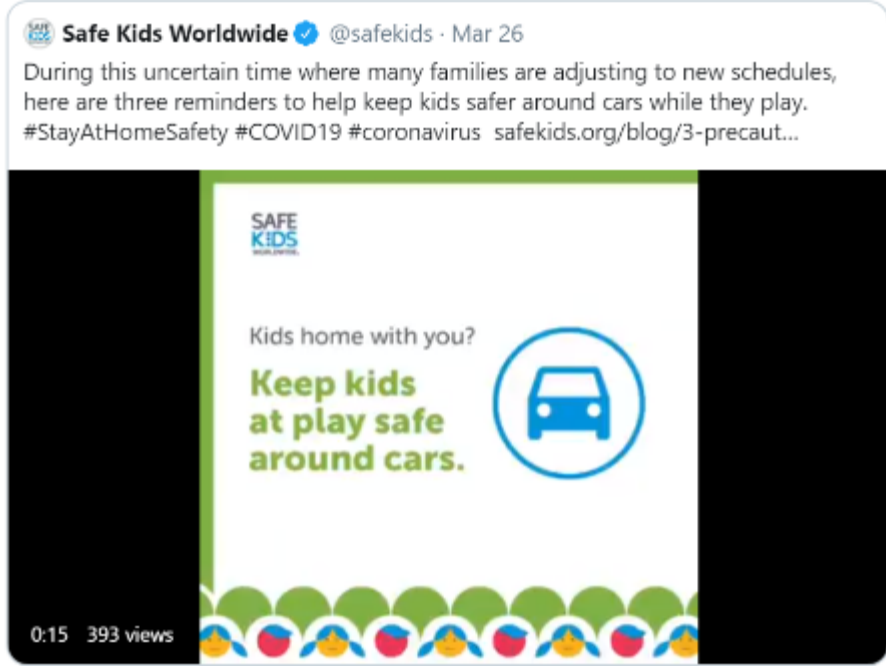 Safe Kids Worldwide @safekids · Mar 26
During this uncertain time where many families are adjusting to new schedules,
here are three reminders to help keep kids safer around cars while they play.
#StayAtHomeSafety #COVID19 #coronavirus safekids.org/blog/3-precaut...
SAFE
KIDS
WORLDWIDE.
Kids home with you?
Keep kids
at play safe
around cars.
0:15 393 views